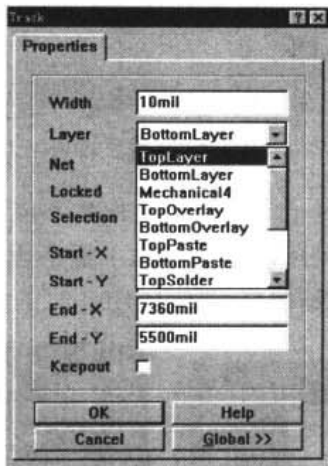 Track
Properties
Width 10mil
Layer BottomLayer
TopLayer
Net BottomLayer
Locked Mechanical4
TopOverlay
Selection BottomOverlay
TopPaste
Start - X BottomPaste
Start - Y TopSolder
End - X 7360mil
End - Y 5500mil
Keepout
OK Help
Cancel Global >>